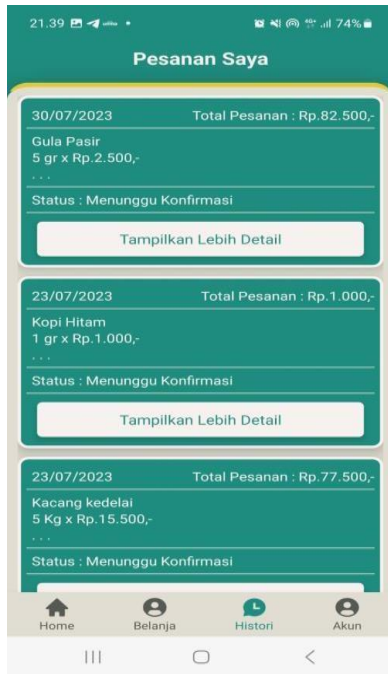 21.39 74%
Pesanan Saya
30/07/2023 Total Pesanan : Rp.82.500,-
Gula Pasir
5 gr x Rp.2.500,-
. . .
Status : Menunggu Konfirmasi
Tampilkan Lebih Detail
23/07/2023 Total Pesanan : Rp.1.000,-
Kopi Hitam
1 gr x Rp.1.000,-
. . .
Status : Menunggu Konfirmasi
Tampilkan Lebih Detail
23/07/2023 Total Pesanan : Rp.77.500,-
Kacang kedelai
5 Kg x Rp.15.500,-
. . .
Status : Menunggu Konfirmasi
Home Belanja Histori Akun